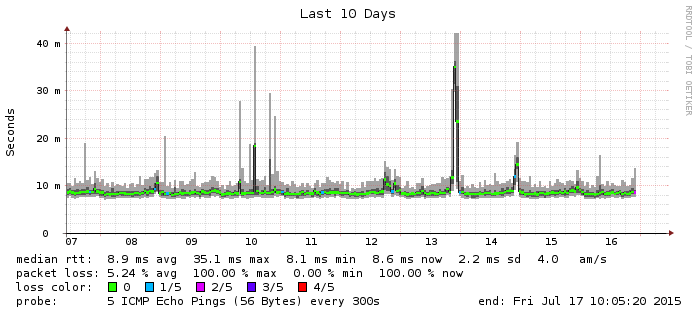 Last 10 Days
RRDTOOL / TOBI OETIKER
Seconds
40 m
30 m
20 m
10 m
0
07 08 09 10 11 12 13 14 15 16
median rtt: 8.9 ms avg 35.1 ms max 8.1 ms min 8.6 ms now 2.2 ms sd 4.0 am/s
packet loss: 5.24 % avg 100.00 % max 0.00 % min 100.00 % now
loss color: 0 1/5 2/5 3/5 4/5
probe: 5 ICMP Echo Pings (56 Bytes) every 300s end: Fri Jul 17 10:05:20 2015